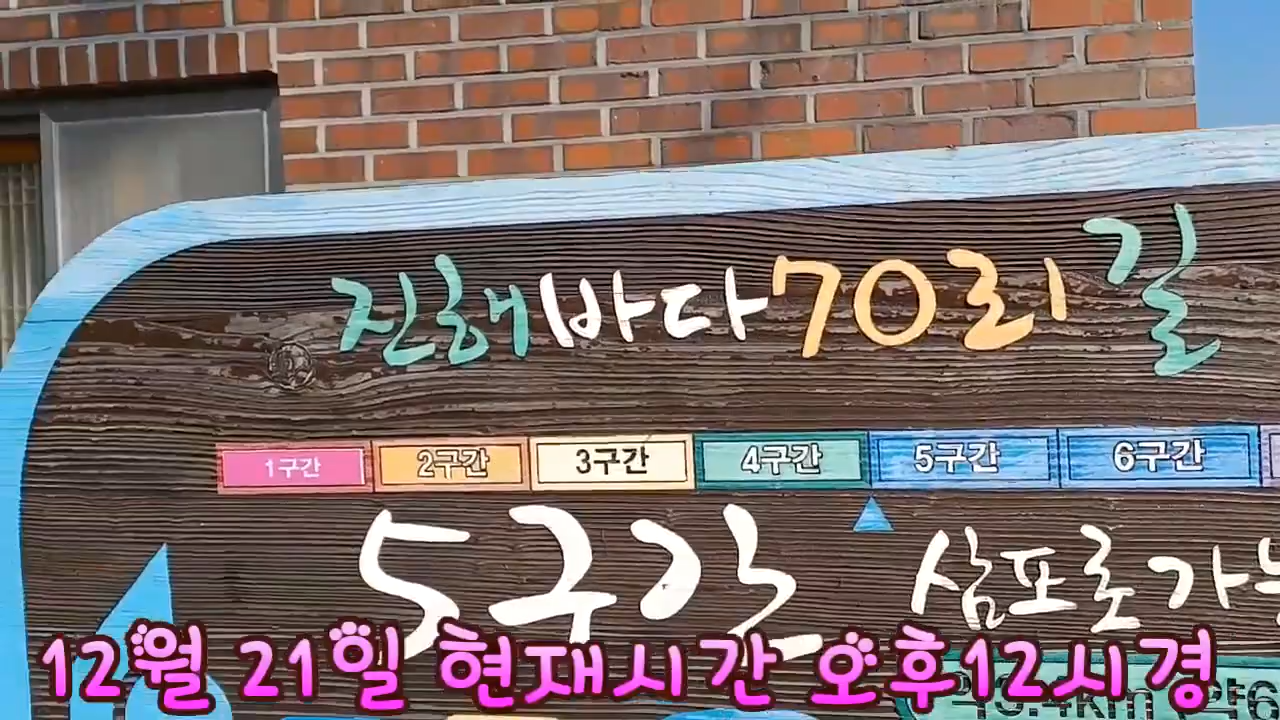 진해바다70리길
1구간 2구간 3구간 4구간 5구간 6구간
5구간 삼포로가는
12월 21일 현재시간 오후12시경